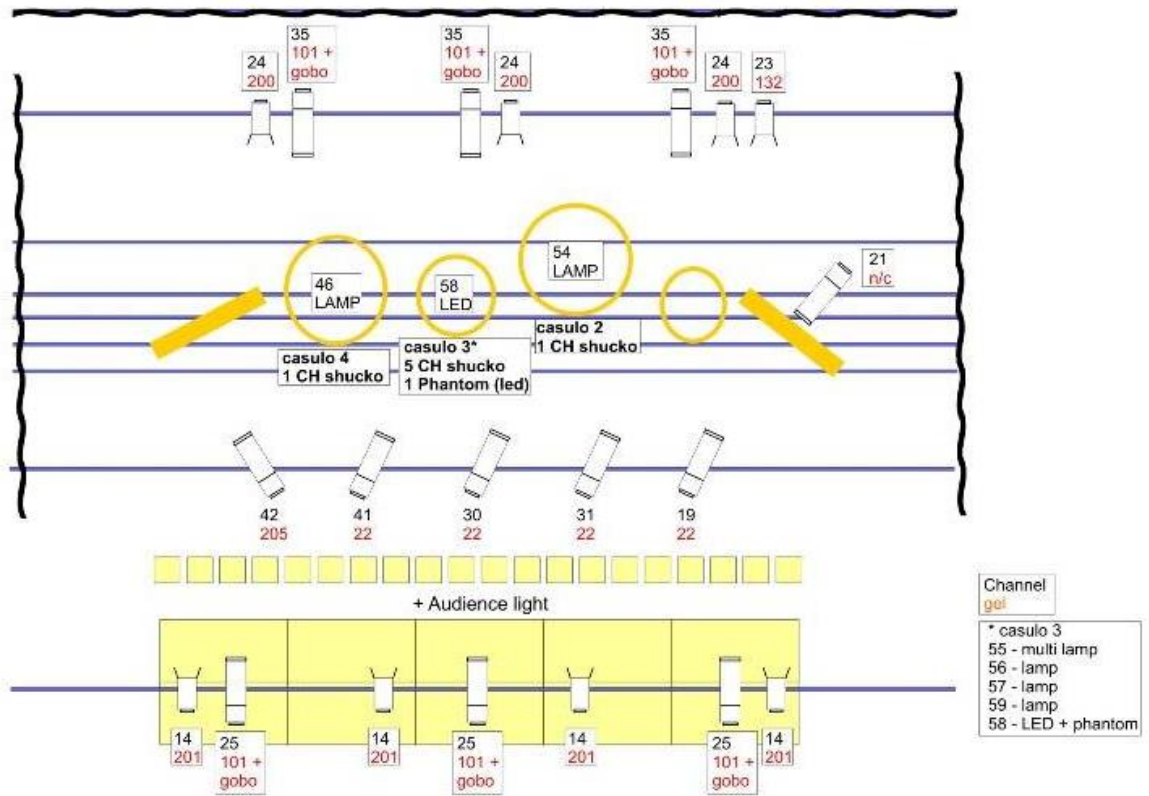 35
101 +
gobo
35
101 +
gobo
35
101 +
gobo
24
200
24
200
24
200
23
132
54
LAMP
21
n/c
46
LAMP
58
LED
casulo 2
1 CH shucko
casulo 4
1 CH shucko
casulo 3*
5 CH shucko
1 Phantom (led)
42
205
41
22
30
22
31
22
19
22
+ Audience light
Channel
gel
* casulo 3
55 - multi lamp
56 - lamp
57 - lamp
59 - lamp
58 - LED + phantom
14
201
25
101 +
gobo
14
201
25
101 +
gobo
14
201
25
101 +
gobo
14
201